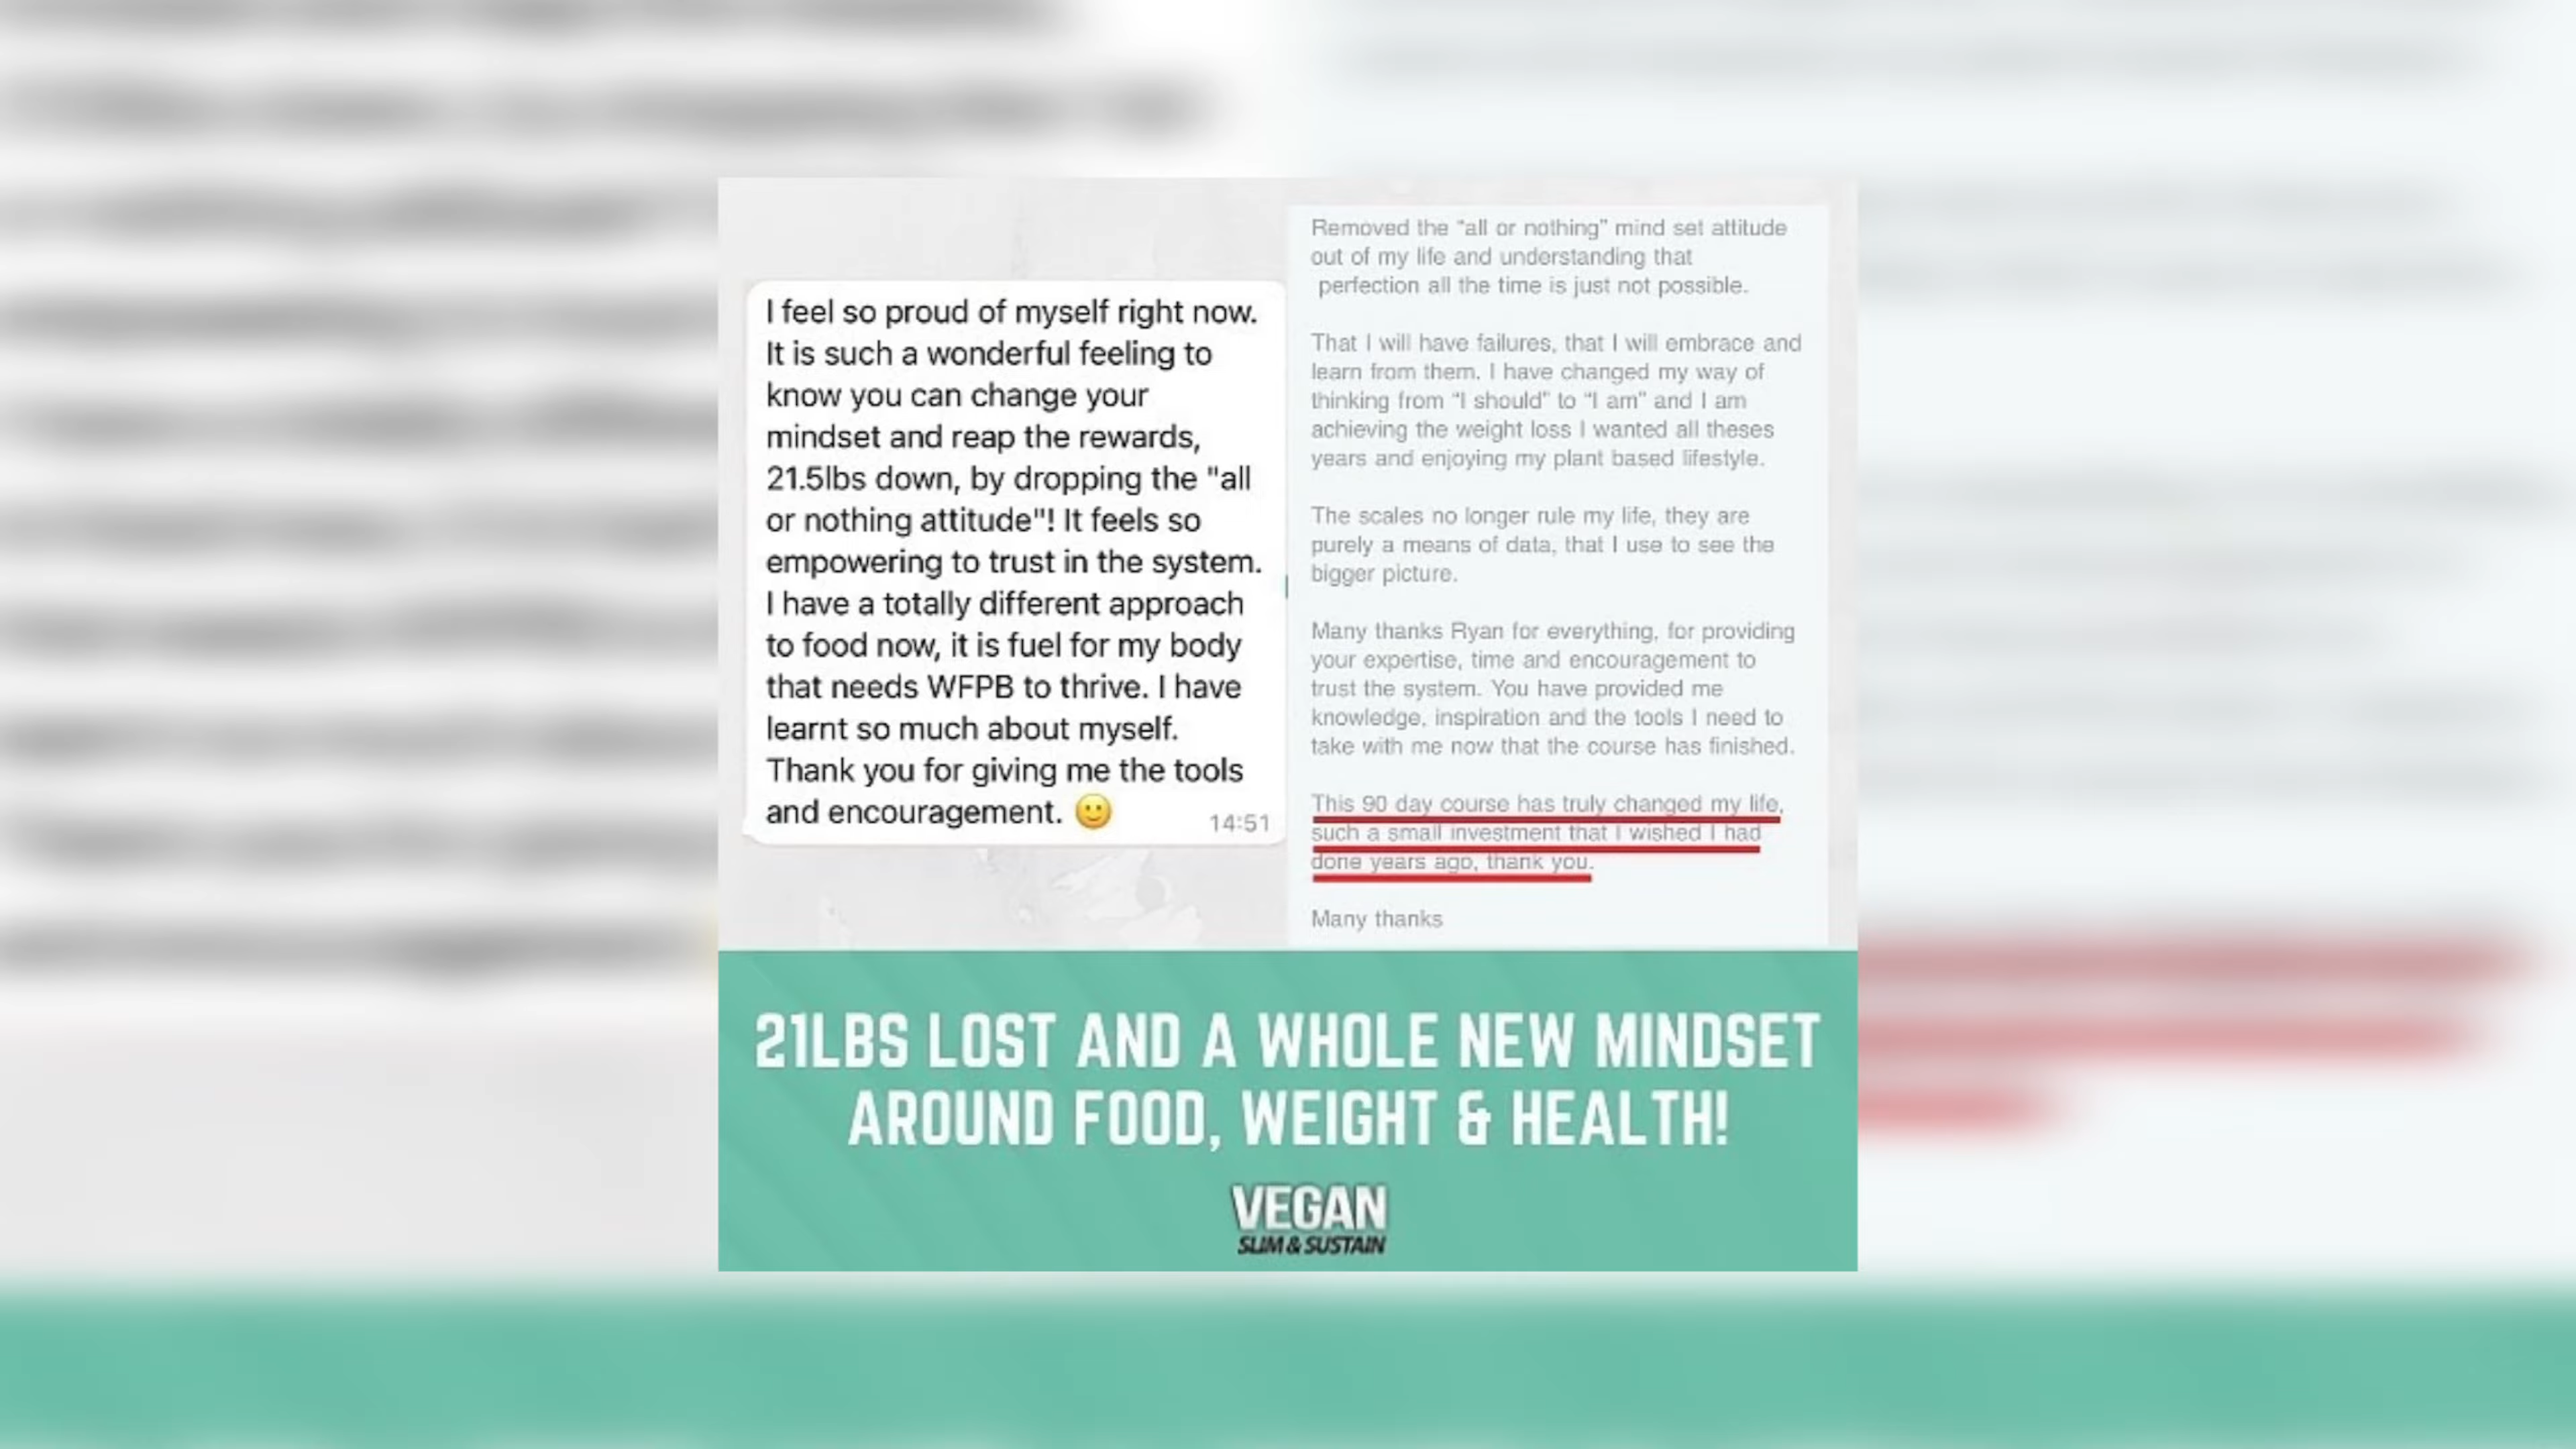 I feel so proud of myself right now.
It is such a wonderful feeling to
know you can change your
mindset and reap the rewards,
21.5lbs down, by dropping the "all
or nothing attitude"! It feels so
empowering to trust in the system.
I have a totally different approach
to food now, it is fuel for my body
that needs WFPB to thrive. I have
learnt so much about myself.
Thank you for giving me the tools
and encouragement. 🙂
14:51
Removed the “all or nothing” mind set attitude
out of my life and understanding that
perfection all the time is just not possible.
That I will have failures, that I will embrace and
learn from them. I have changed my way of
thinking from “I should” to “I am” and I am
achieving the weight loss I wanted all theses
years and enjoying my plant based lifestyle.
The scales no longer rule my life, they are
purely a means of data, that I use to see the
bigger picture.
Many thanks Ryan for everything, for providing
your expertise, time and encouragement to
trust the system. You have provided me
knowledge, inspiration and the tools I need to
take with me now that the course has finished.
This 90 day course has truly changed my life,
such a small investment that I wished I had
done years ago, thank you.
Many thanks
21LBS LOST AND A WHOLE NEW MINDSET
AROUND FOOD, WEIGHT & HEALTH!
VEGAN
SLIM & SUSTAIN